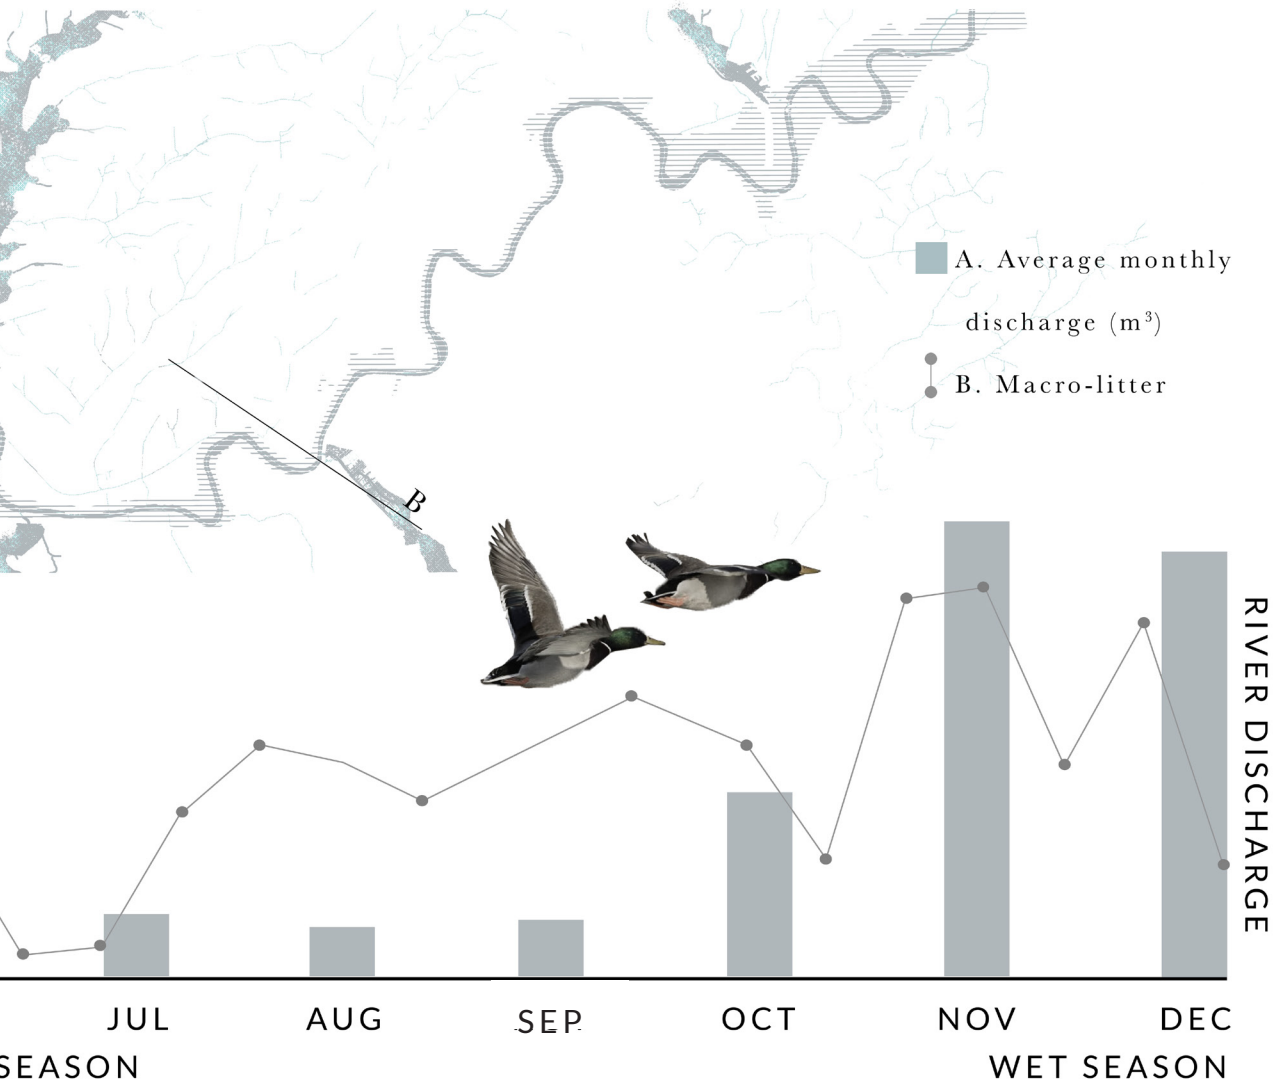 A. Average monthly
discharge (m³)
B. Macro-litter
B
RIVER DISCHARGE
JUL AUG SEP OCT NOV DEC
SEASON WET SEASON